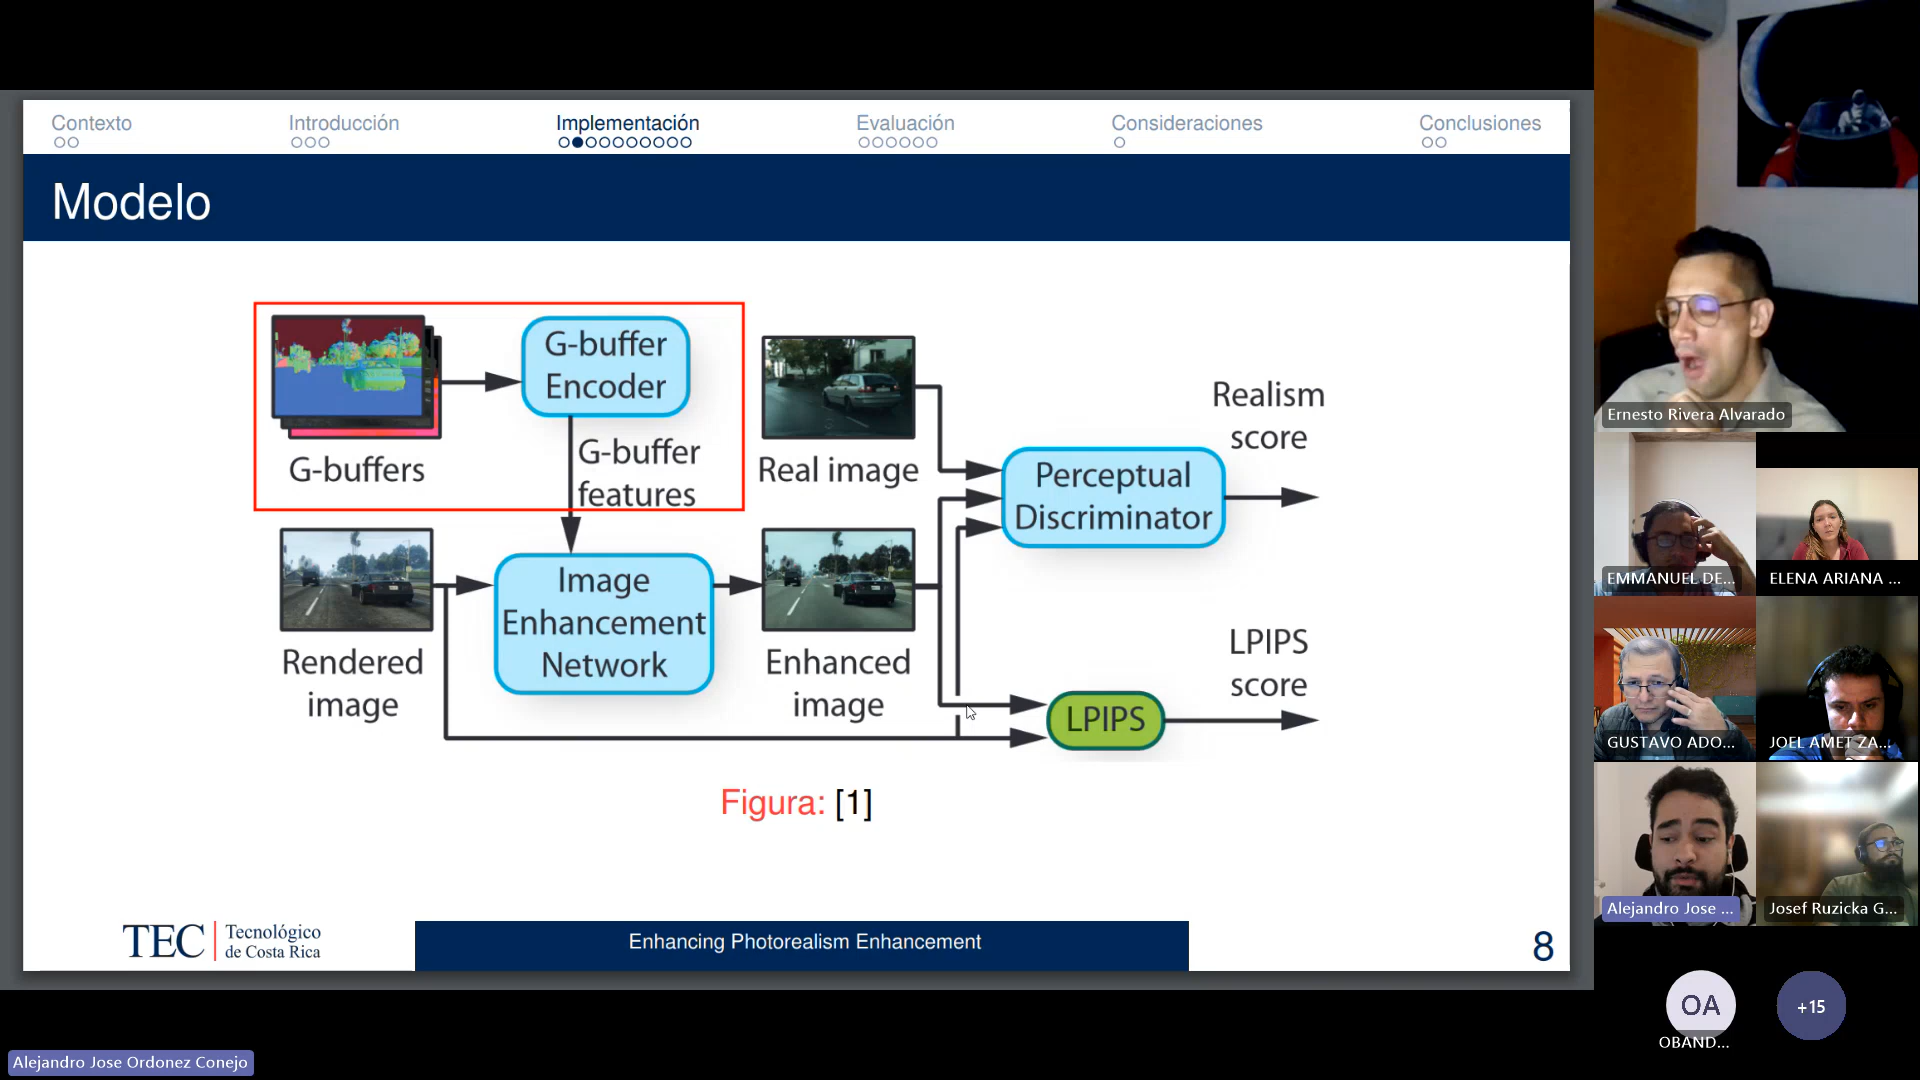 Contexto
Introducción
Implementación
Evaluación
Consideraciones
Conclusiones
Modelo
G-buffer
Encoder
G-buffers
G-buffer
features
Real image
Realism
score
Perceptual
Discriminator
Rendered
image
Image
Enhancement
Network
Enhanced
image
LPIPS
score
LPIPS
Figura: [1]
TEC
Tecnológico
de Costa Rica
Enhancing Photorealism Enhancement
8
Ernesto Rivera Alvarado
EMMANUEL DE...
ELENA ARIANA ...
GUSTAVO ADO...
JOEL AMET ZA...
Alejandro Jose ...
Josef Ruzicka G...
OA
+15
OBAND...
Alejandro Jose Ordonez Conejo